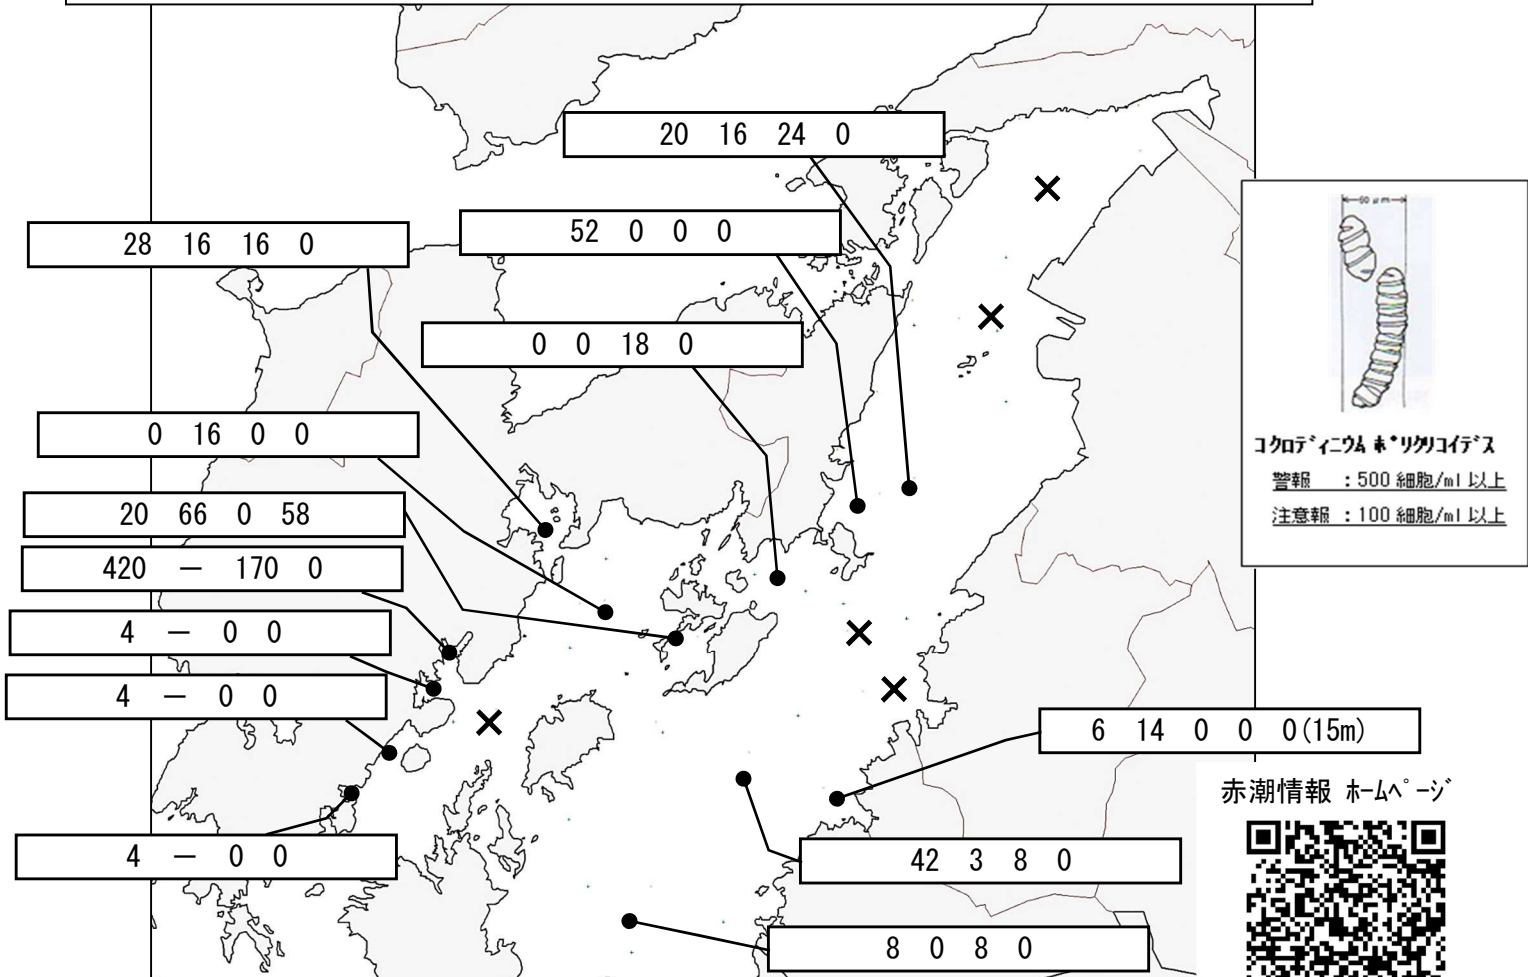 20 16 24 0
60 μm
28 16 16 0
52 0 0 0
0 0 18 0
0 16 0 0
コクロディニウム ポリクリコイデス
警報 ：500 細胞/ml 以上
20 66 0 58
注意報 ：100 細胞/ml 以上
420 － 170 0
4 － 0 0
4 － 0 0
6 14 0 0 0(15m)
赤潮情報 ホームページ
4 － 0 0
42 3 8 0
8 0 8 0